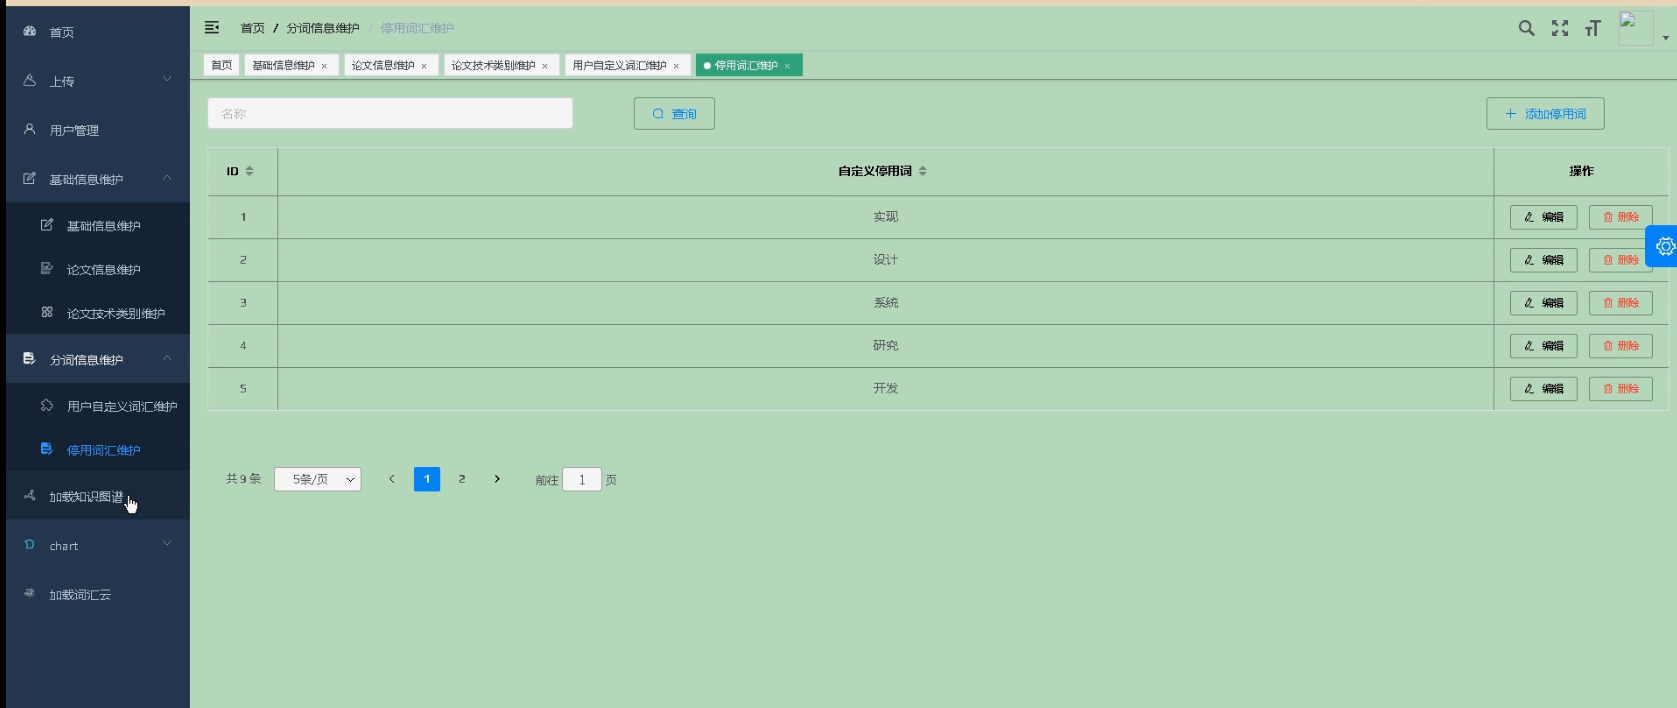 首页
上传
用户管理
基础信息维护
基础信息维护
论文信息维护
论文技术类别维护
分词信息维护
用户自定义词汇维护
停用词汇维护
加载知识图谱
chart
加载词汇云
首页 / 分词信息维护 / 停用词汇维护
首页 基础信息维护 × 论文信息维护 × 论文技术类别维护 × 用户自定义词汇维护 × 停用词汇维护 ×
名称 查询 添加停用词
ID 自定义停用词 操作
1 实现 编辑 删除
2 设计 编辑 删除
3 系统 编辑 删除
4 研究 编辑 删除
5 开发 编辑 删除
共 9 条 5条/页 1 2 前往 1 页